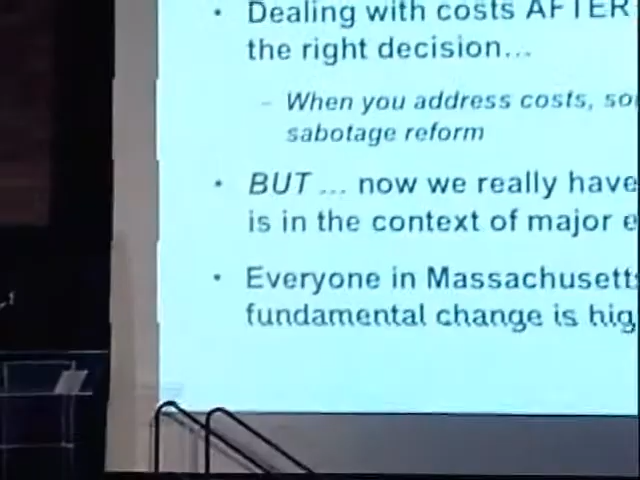 • Dealing with costs AFTER
the right decision...
– When you address costs,
sabotage reform
• BUT ... now we really have
is in the context of major
• Everyone in Massachusetts
fundamental change is